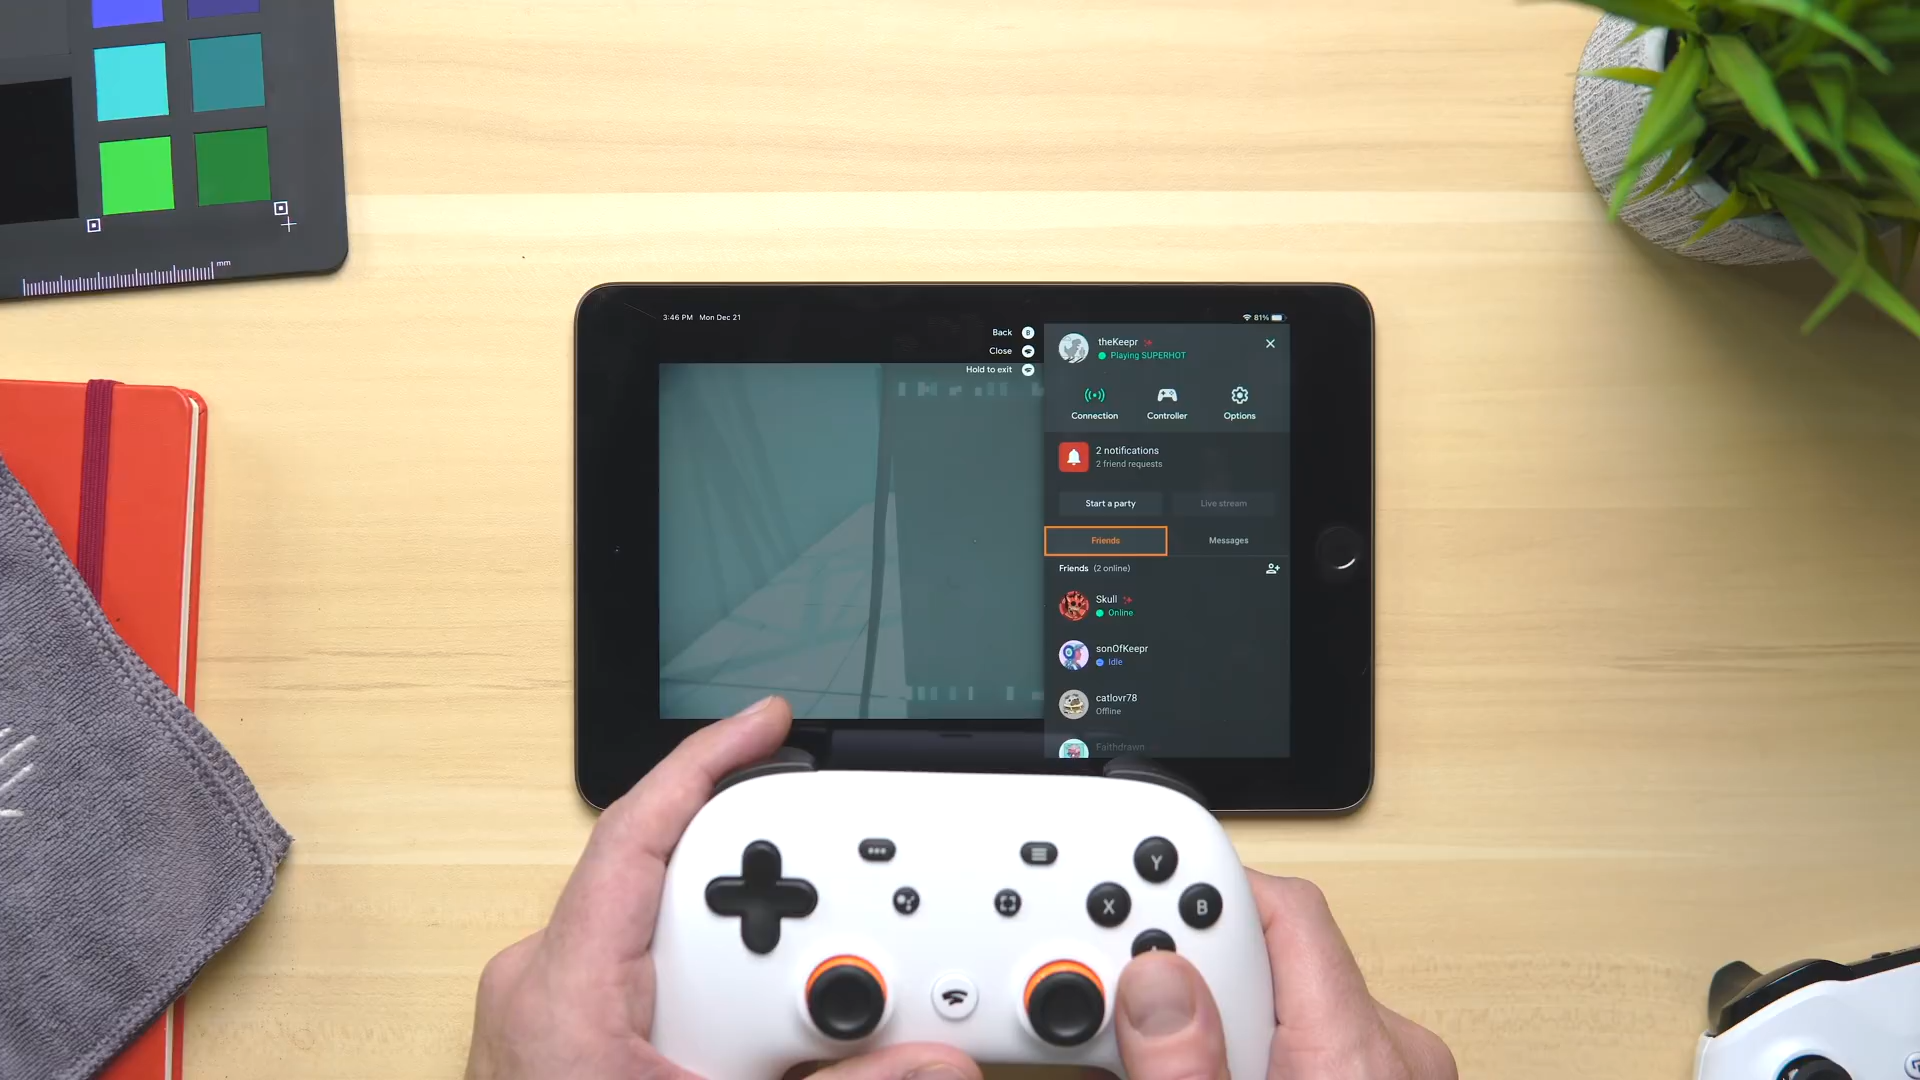 mm
3:46 PM Mon Dec 21
81%
Back B
Close
Hold to exit
theKeepr
Playing SUPERHOT
Connection
Controller
Options
2 notifications
2 friend requests
Start a party
Live stream
Friends
Messages
Friends (2 online)
Skull
Online
sonOfKeepr
Idle
catlovr78
Offline
Faithdrawn
Y
X
B